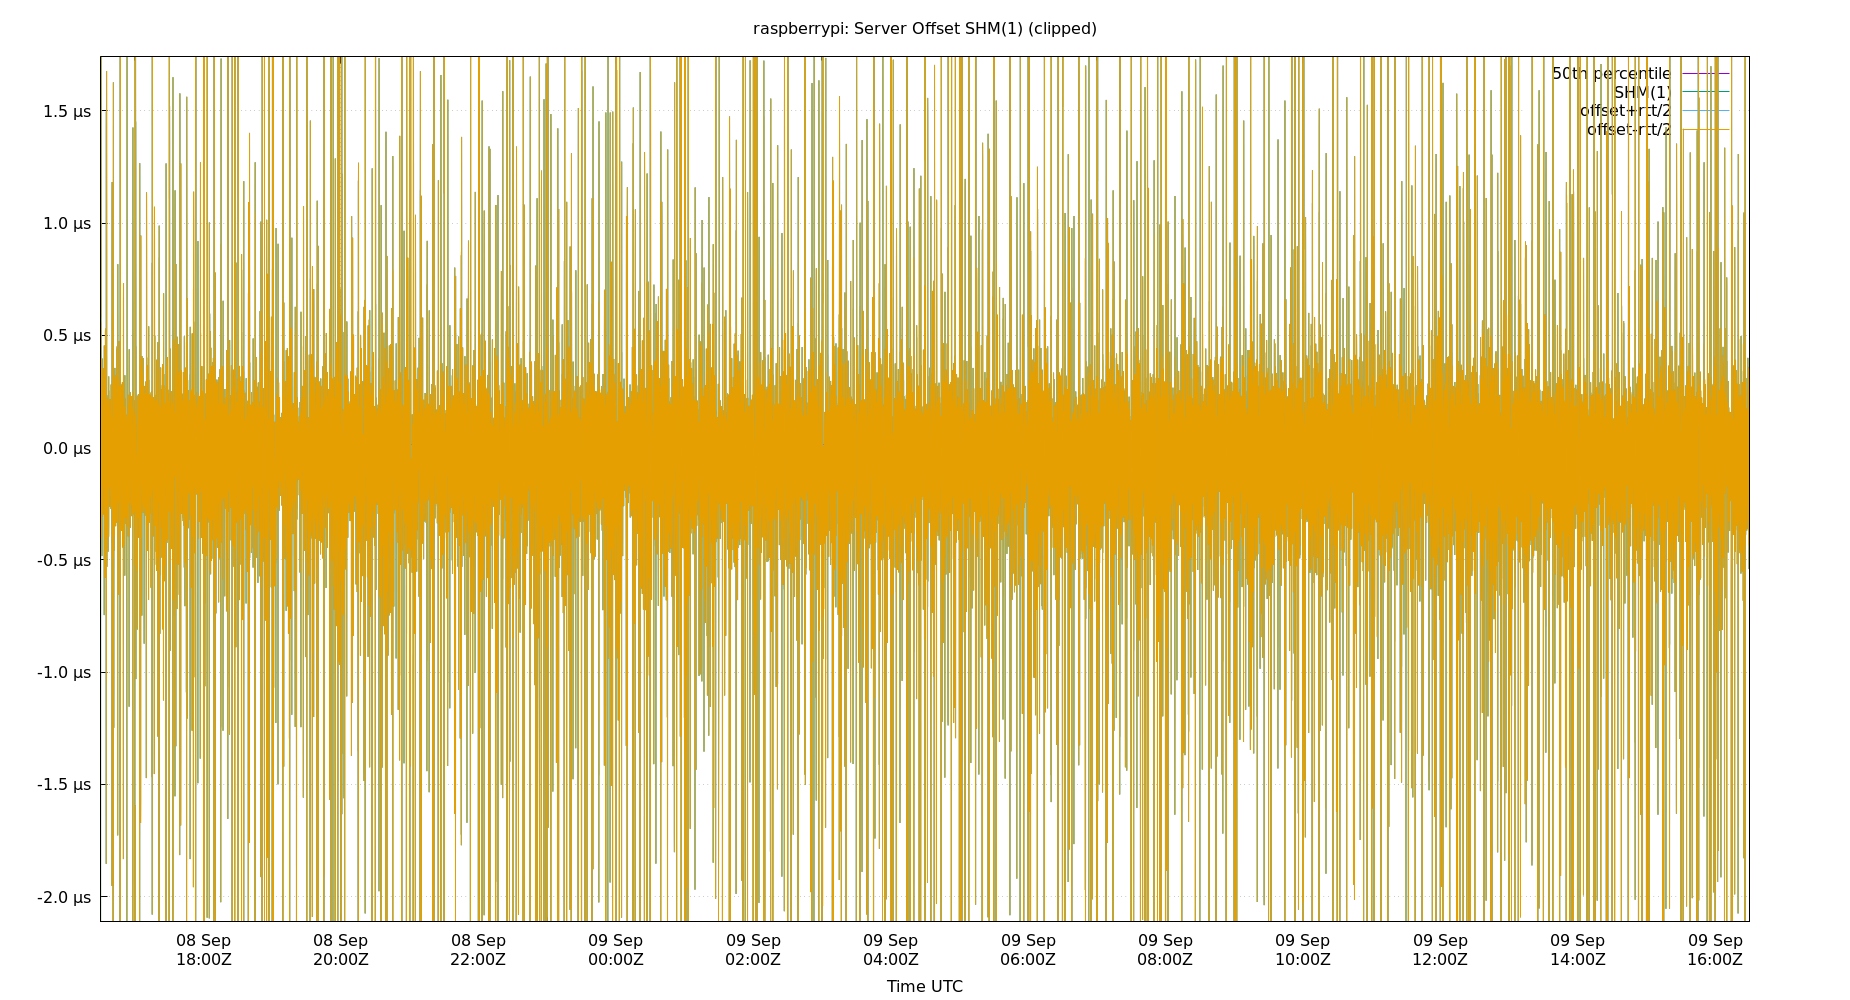 raspberrypi: Server Offset SHM(1) (clipped)
50th percentile
SHM(1)
offset+rtt/2
offset-rtt/2
1.5 µs
1.0 µs
0.5 µs
0.0 µs
-0.5 µs
-1.0 µs
-1.5 µs
-2.0 µs
08 Sep 08 Sep 08 Sep 09 Sep 09 Sep 09 Sep 09 Sep 09 Sep 09 Sep 09 Sep 09 Sep 09 Sep
18:00Z 20:00Z 22:00Z 00:00Z 02:00Z 04:00Z 06:00Z 08:00Z 10:00Z 12:00Z 14:00Z 16:00Z
Time UTC